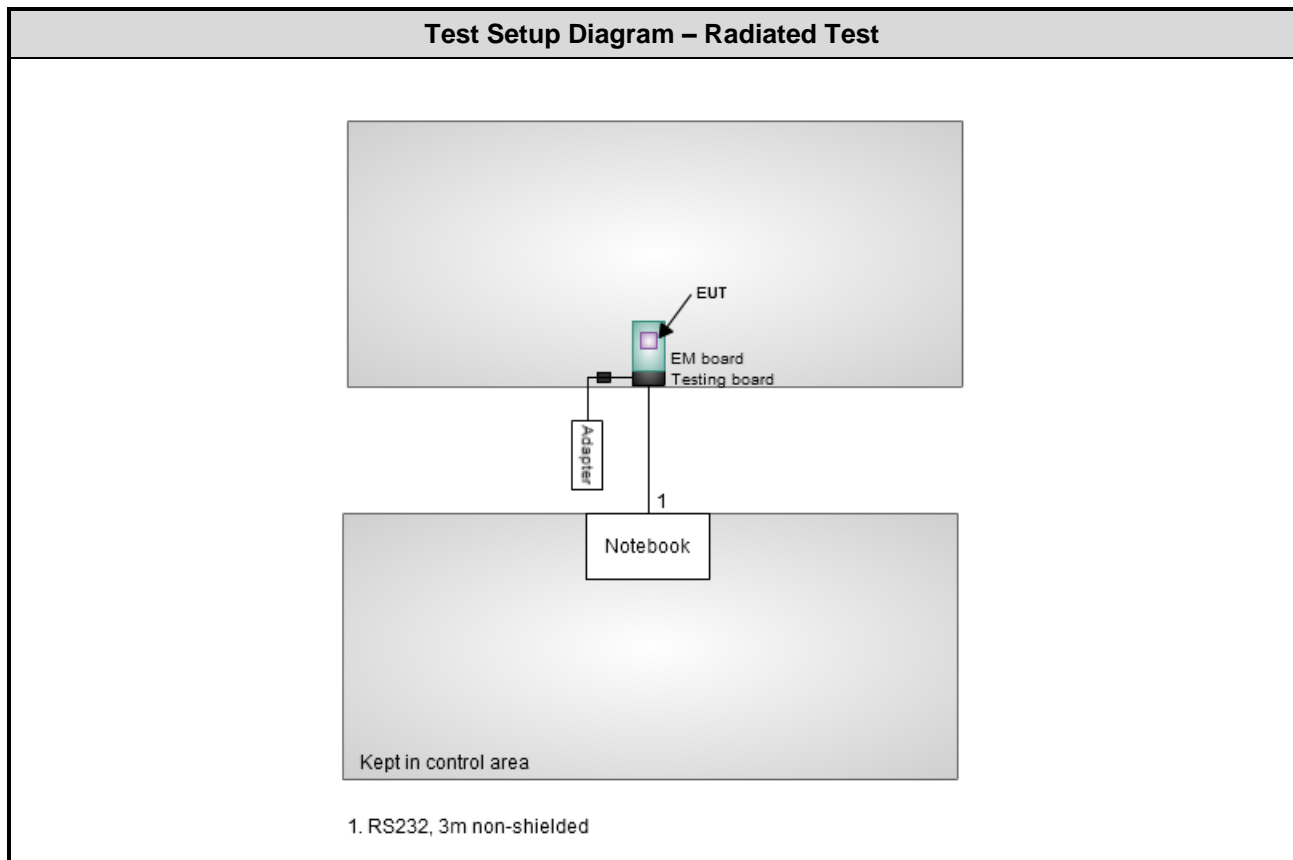 Test Setup Diagram – Radiated Test
EUT
EM board
Testing board
Adapter
1
Notebook
Kept in control area
1. RS232, 3m non-shielded